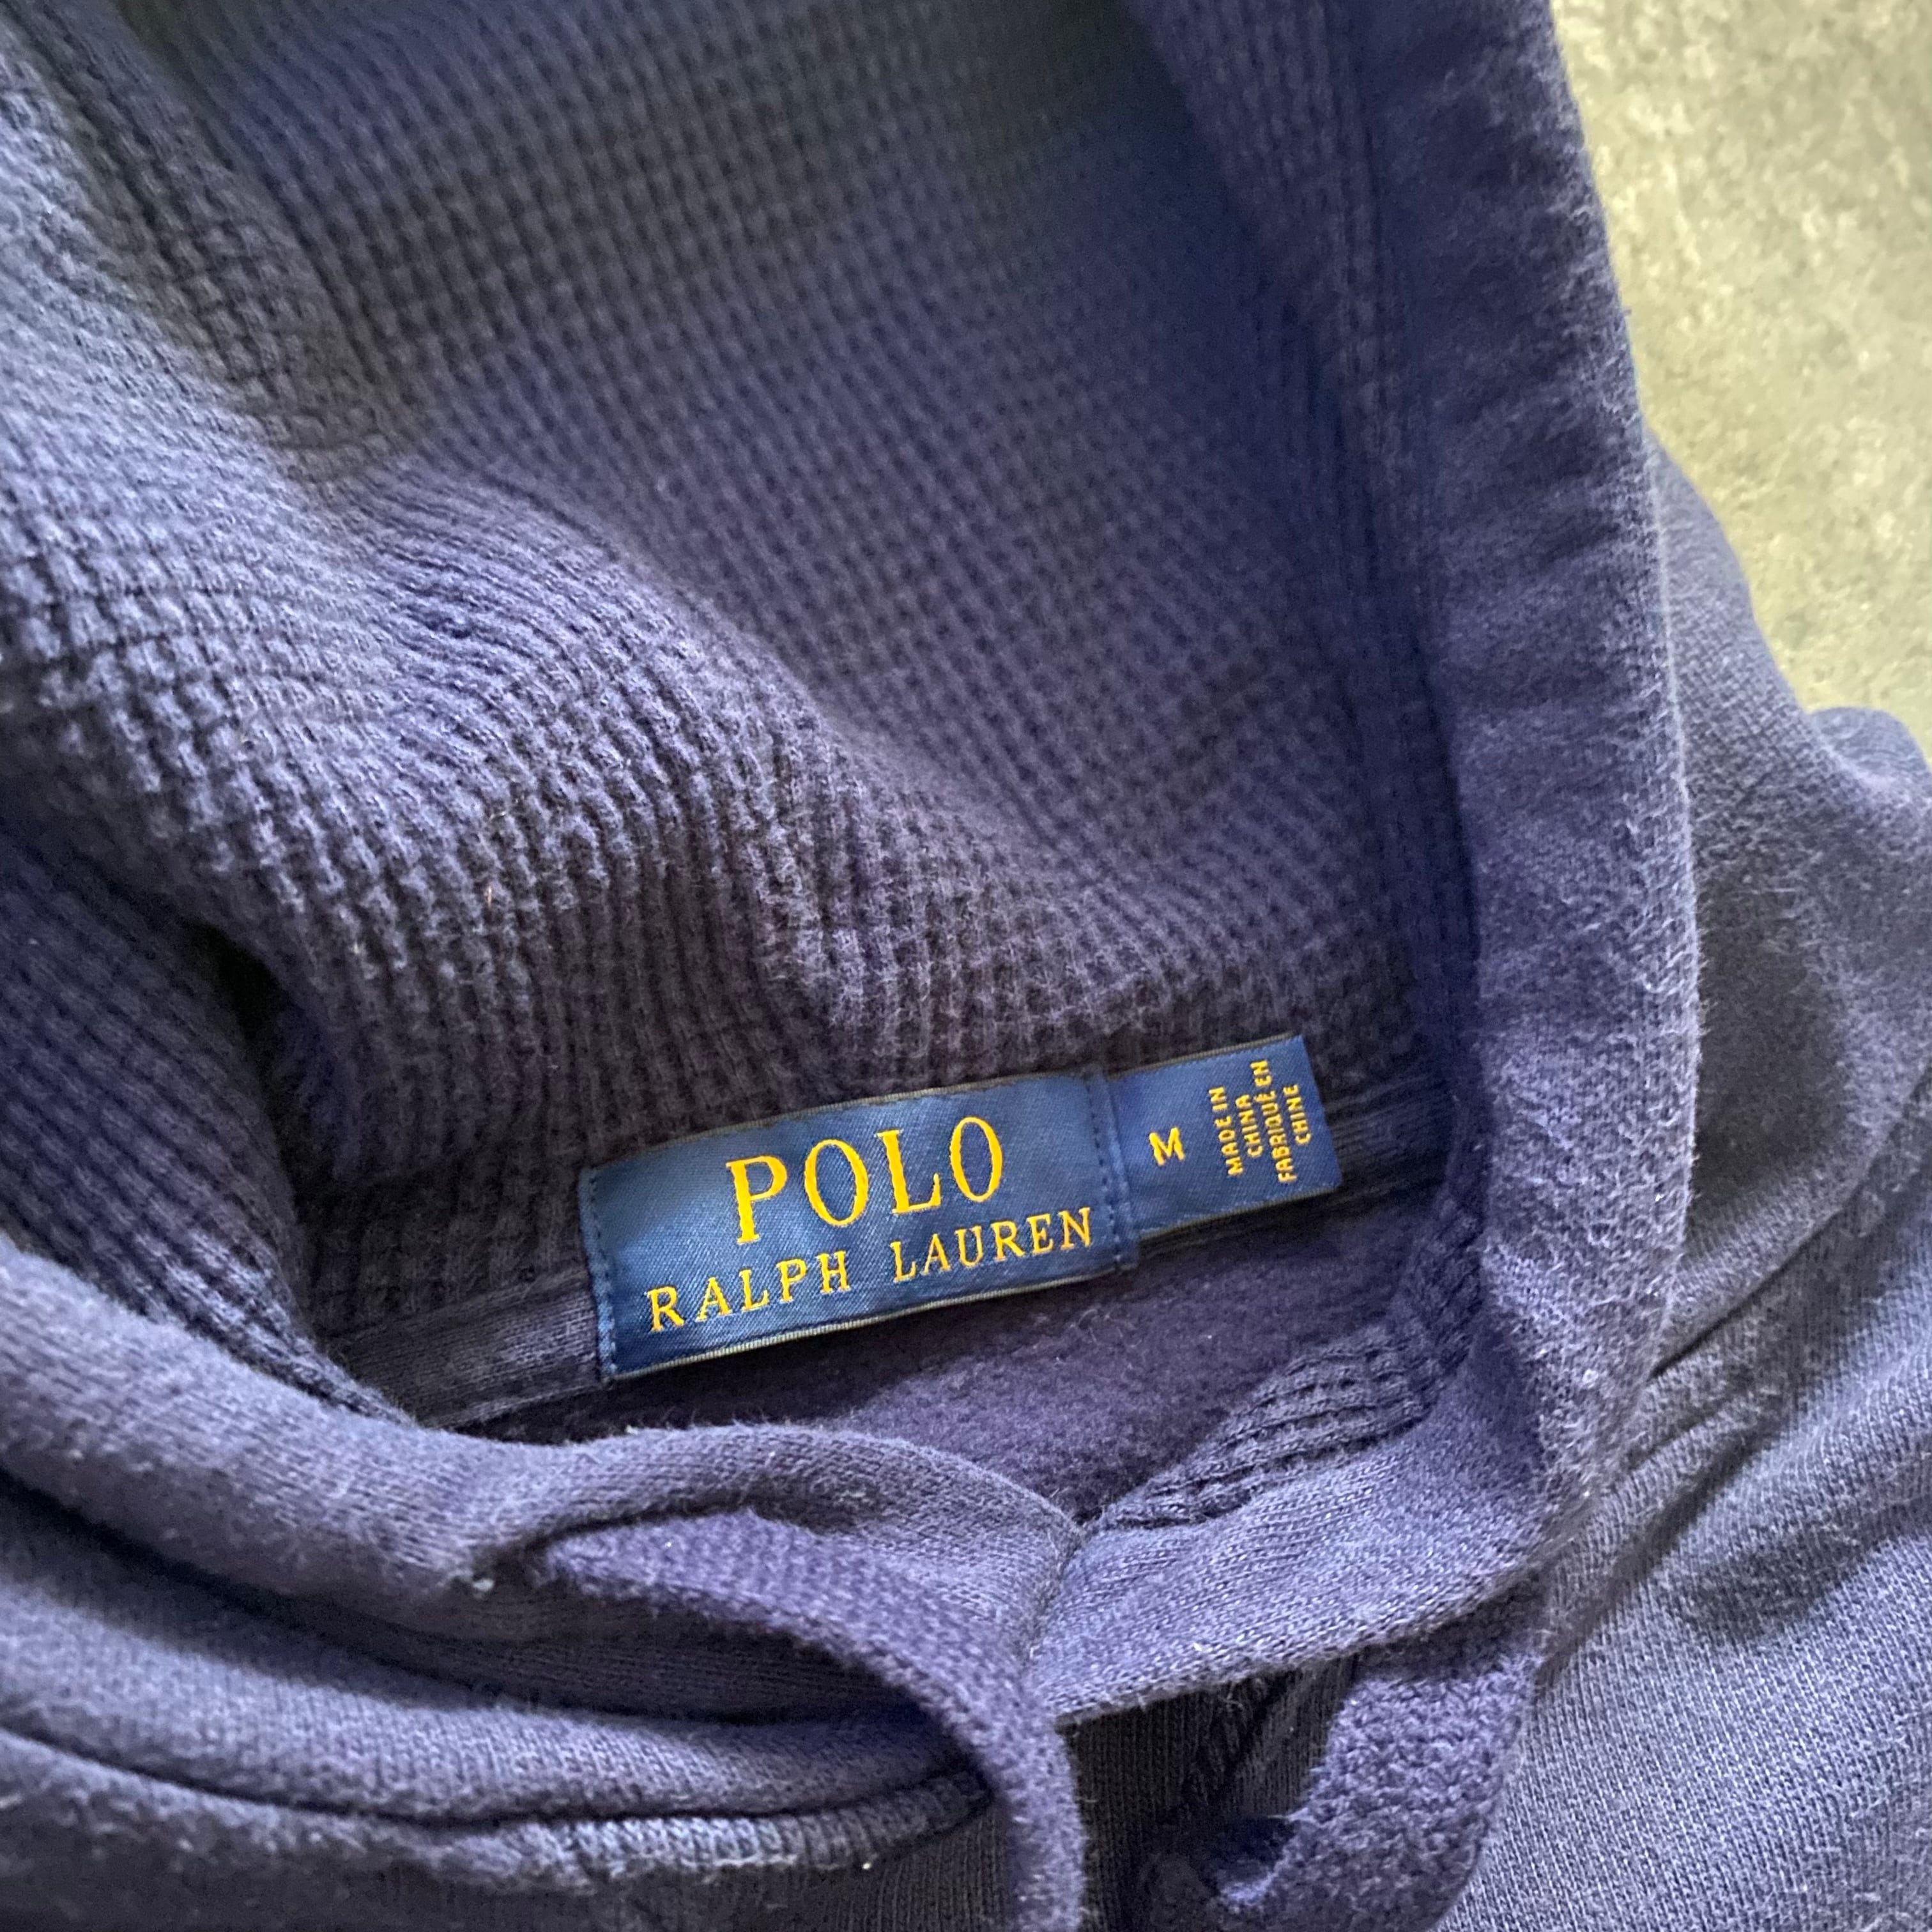 POLO
RALPH LAUREN
M
MADE IN
CHINA
FABRIQUÉ EN
CHINE